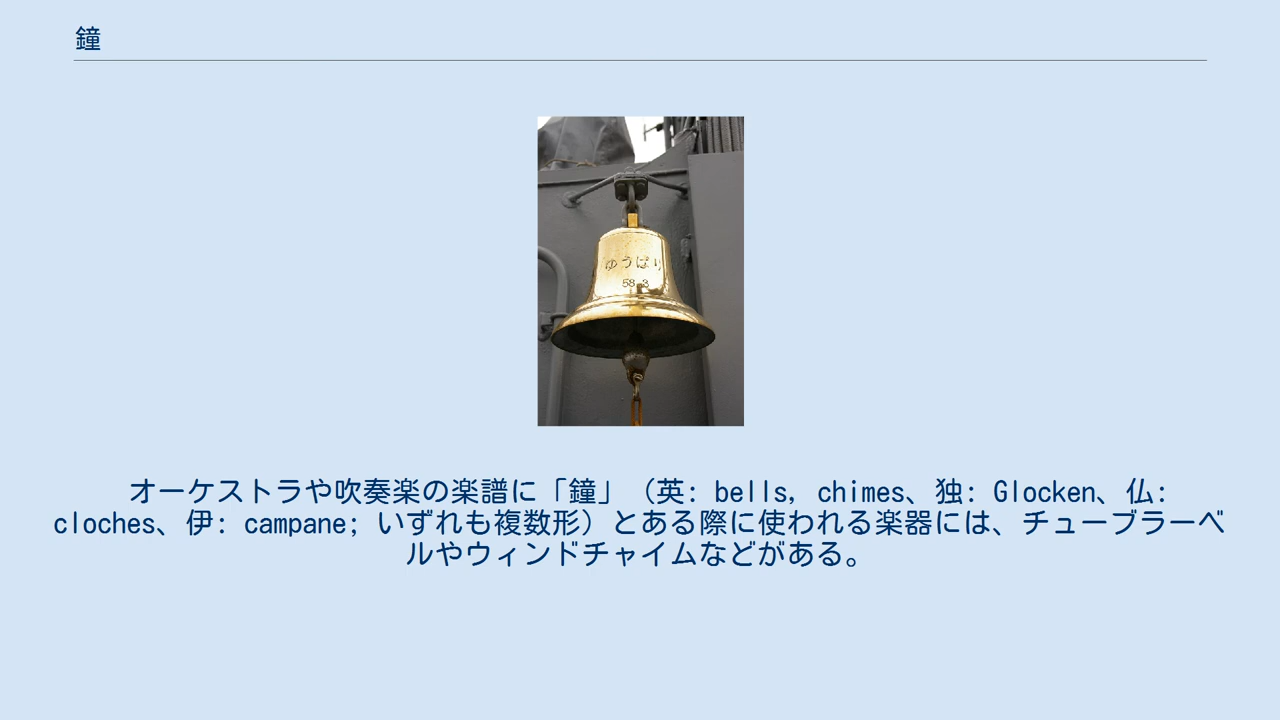 鐘
ゆうばり
58.3
オーケストラや吹奏楽の楽譜に「鐘」（英: bells, chimes、独: Glocken、仏:
cloches、伊: campane; いずれも複数形）とある際に使われる楽器には、チューブラーベ
ルやウィンドチャイムなどがある。